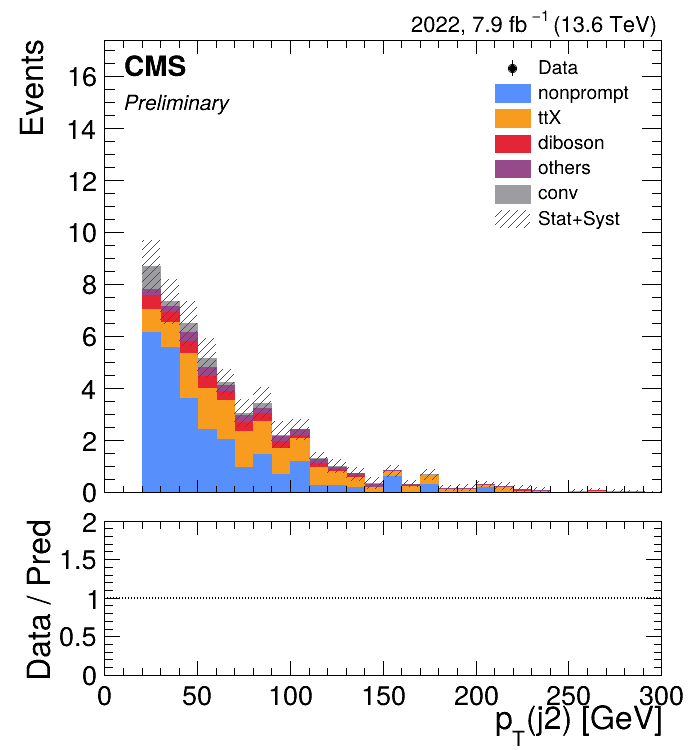 2022, 7.9 fb⁻¹ (13.6 TeV)
CMS
Preliminary
Events
16
14
12
10
8
6
4
2
0
Data
nonprompt
ttX
diboson
others
conv
Stat+Syst
Data / Pred
2
1.5
1
0.5
0
0 50 100 150 200 250 300
p_T(j2) [GeV]